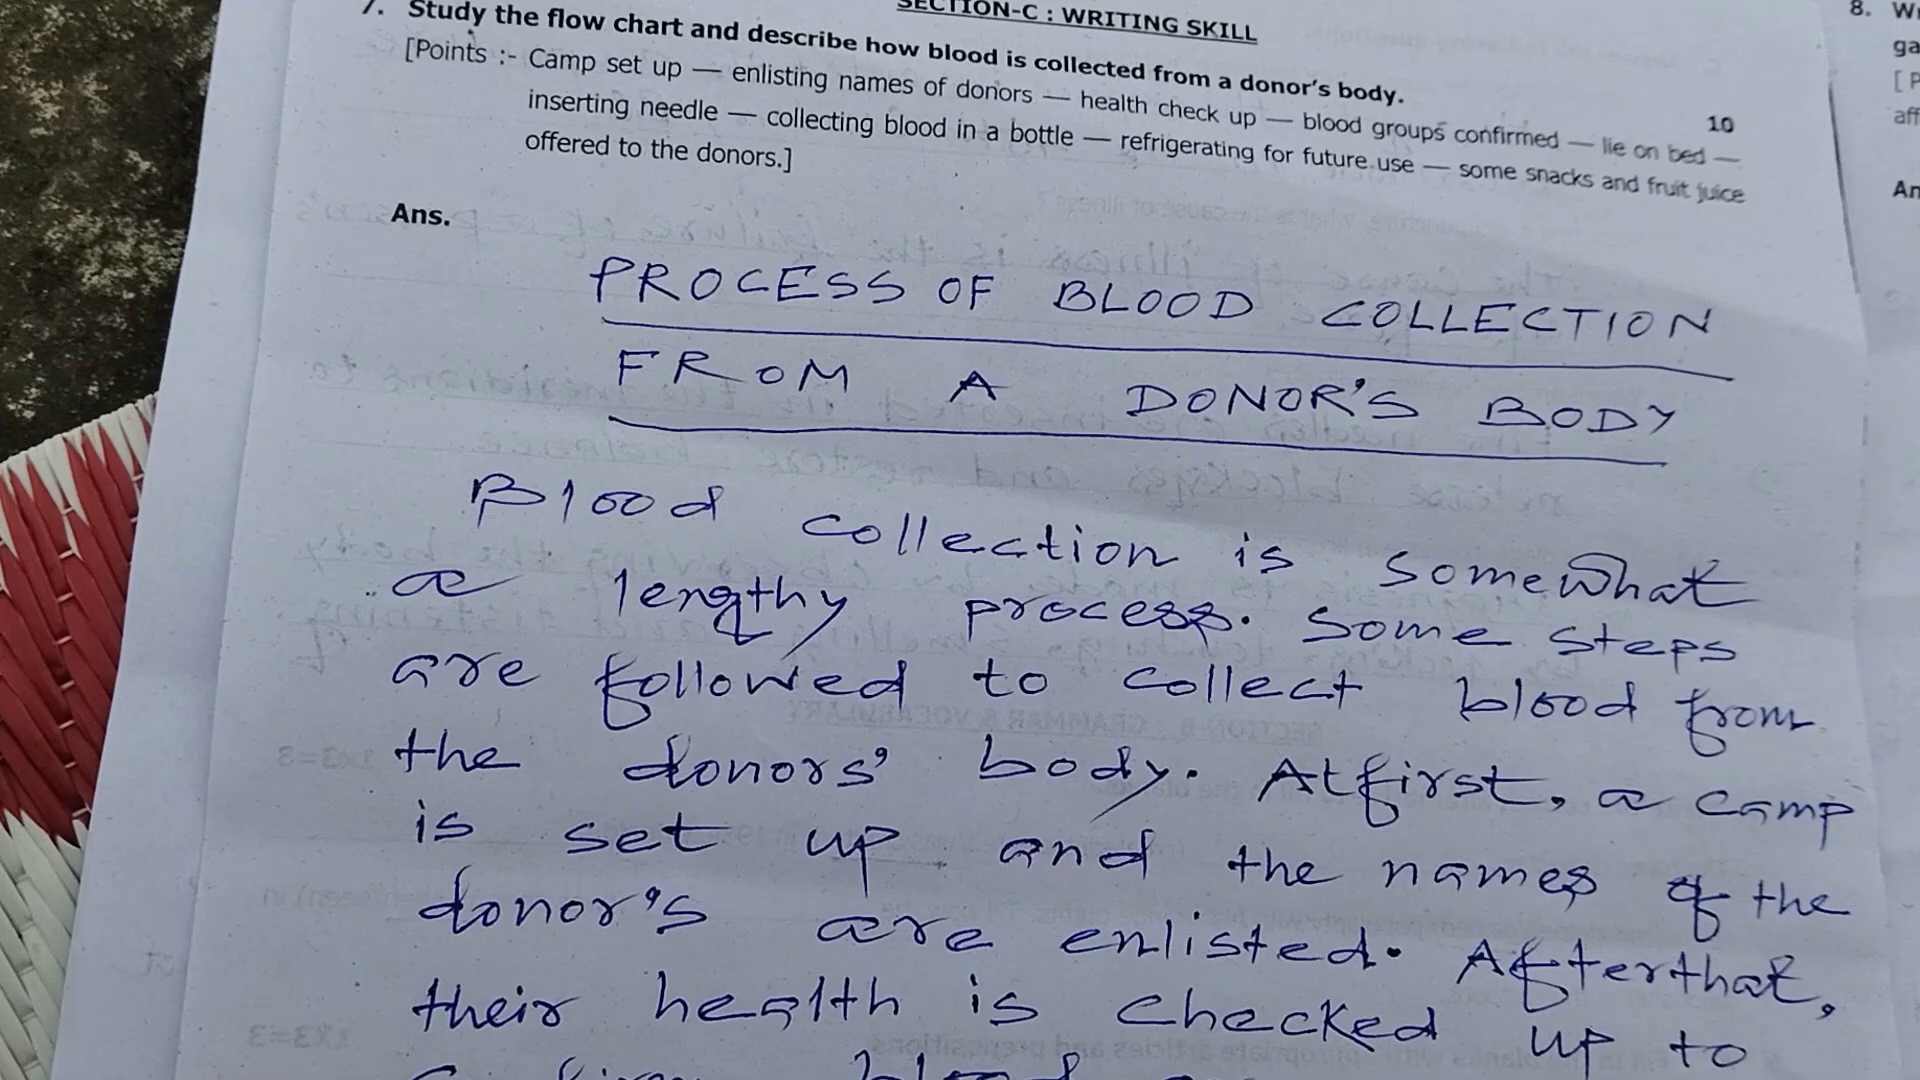 SECTION-C : WRITING SKILL
7. Study the flow chart and describe how blood is collected from a donor's body.
10
[Points :- Camp set up — enlisting names of donors — health check up — blood groups confirmed — lie on bed —
inserting needle — collecting blood in a bottle — refrigerating for future use — some snacks and fruit juice
offered to the donors.]
Ans.
PROCESS OF BLOOD COLLECTION
FROM A DONOR'S BODY
Blood collection is somewhat
a lengthy process. Some steps
are followed to collect blood from
the donors' body. At first, a camp
is set up and the names of the
donor's are enlisted. After that,
their health is checked up to
8.